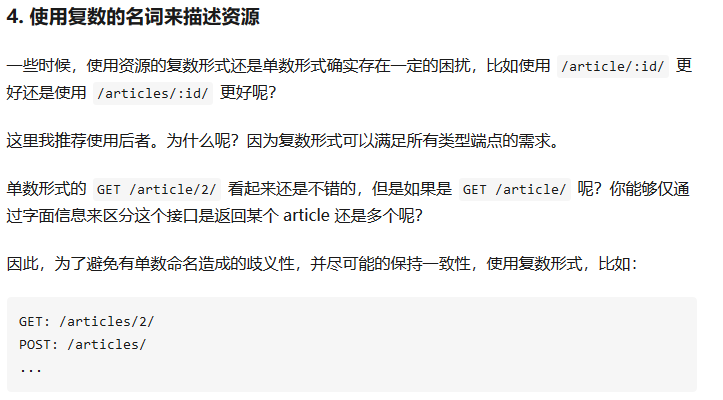 4. 使用复数的名词来描述资源
一些时候，使用资源的复数形式还是单数形式确实存在一定的困扰，比如使用 /article/:id/ 更
好还是使用 /articles/:id/ 更好呢？
这里我推荐使用后者。为什么呢？因为复数形式可以满足所有类型端点的需求。
单数形式的 GET /article/2/ 看起来还是不错的，但是如果是 GET /article/ 呢？你能够仅通
过字面信息来区分这个接口是返回某个 article 还是多个呢？
因此，为了避免有单数命名造成的歧义性，并尽可能的保持一致性，使用复数形式，比如：
GET: /articles/2/
POST: /articles/
...